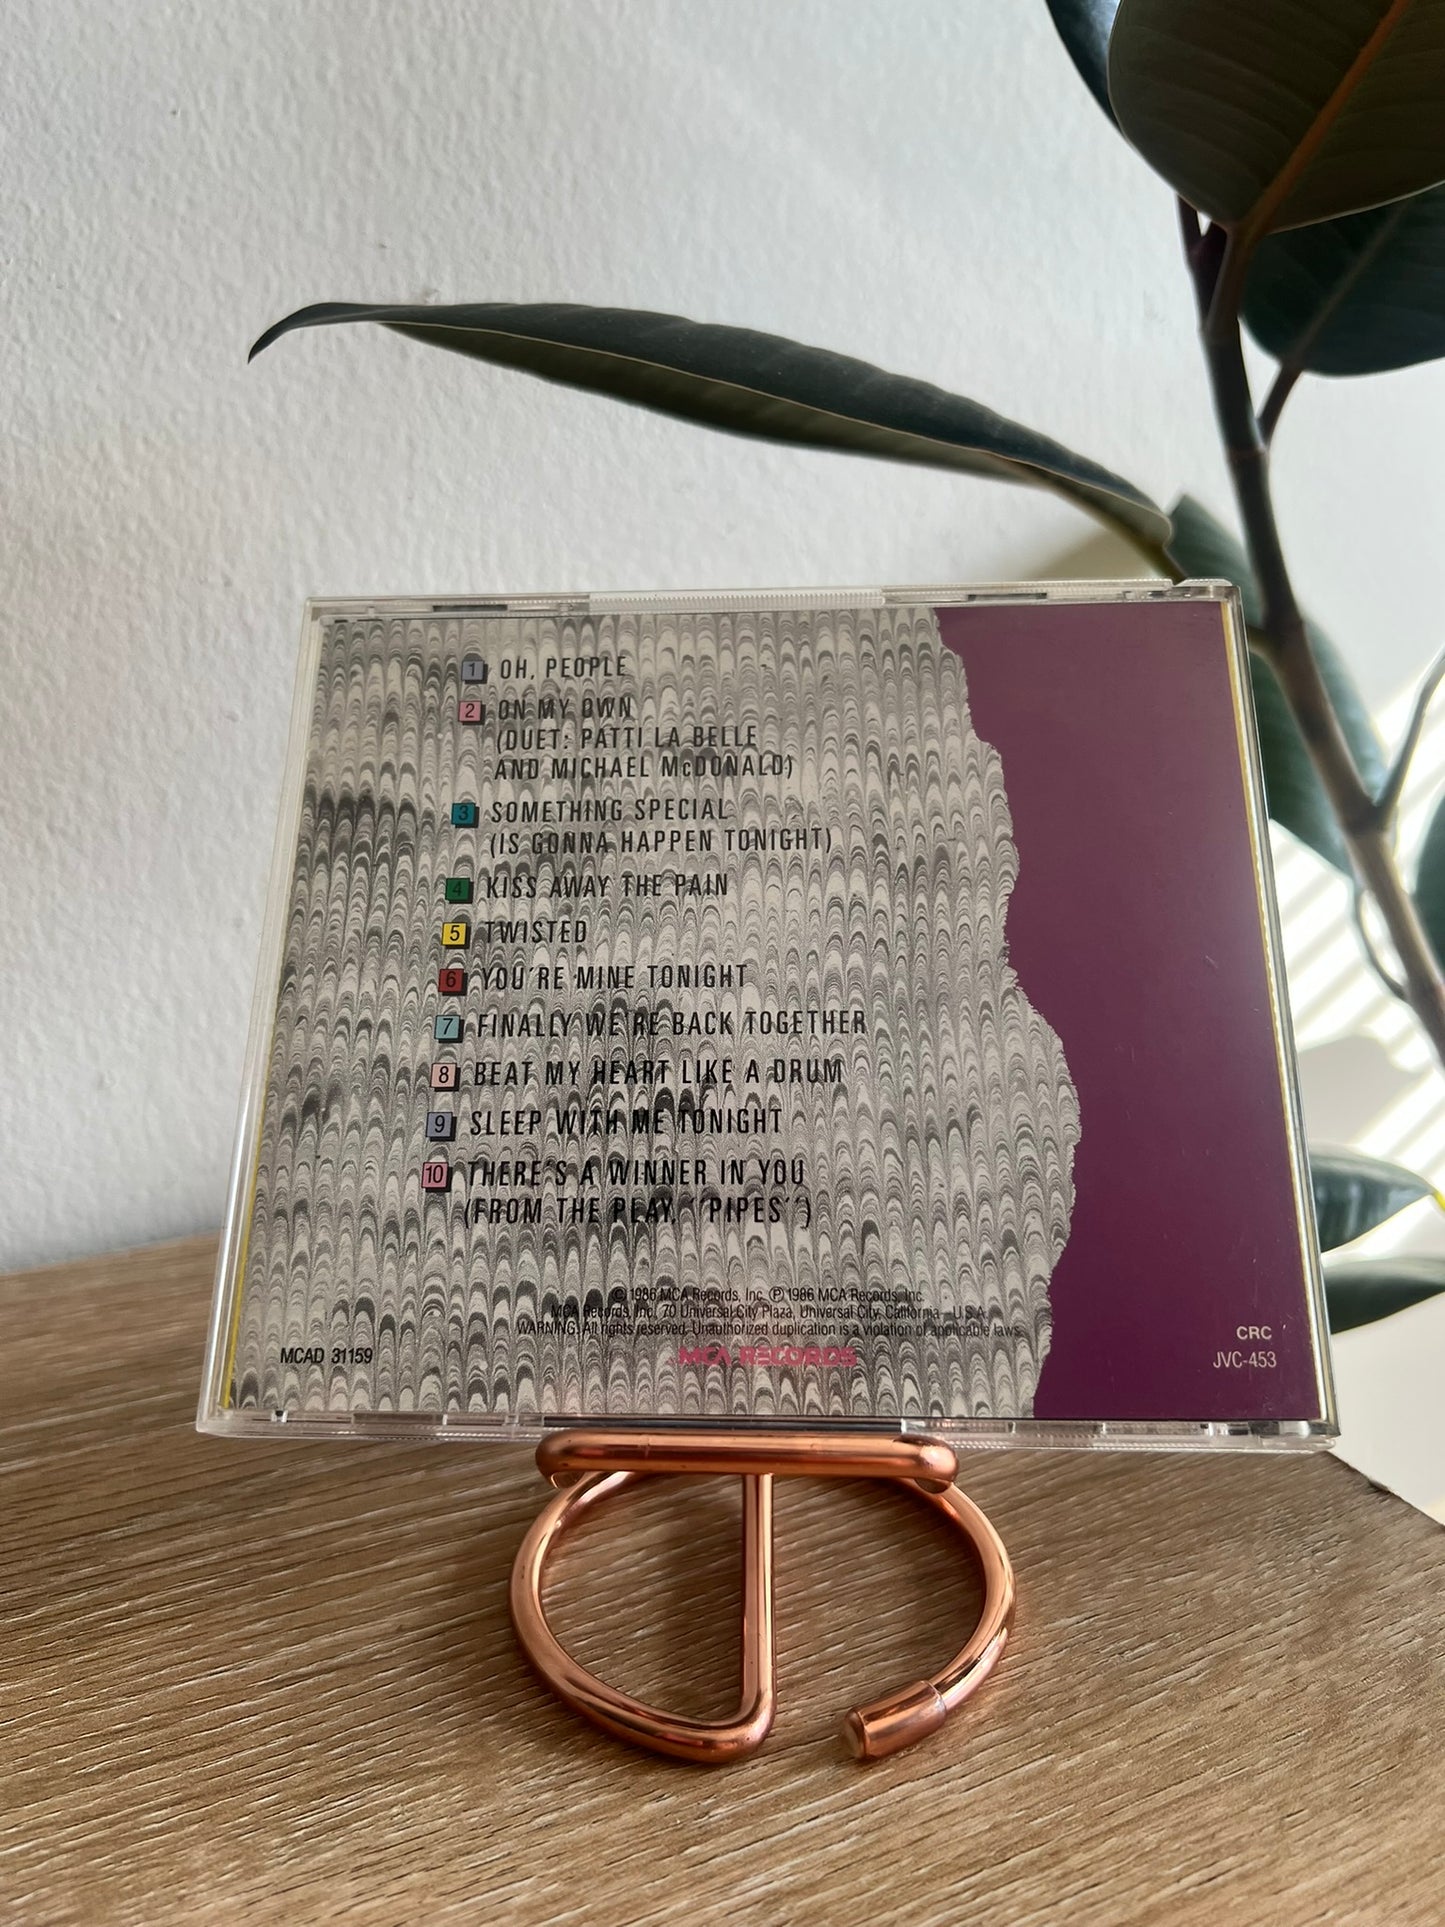 1 OH, PEOPLE
2 ON MY OWN
(DUET: PATTI LA BELLE
AND MICHAEL McDONALD)
3 SOMETHING SPECIAL
(IS GONNA HAPPEN TONIGHT)
4 KISS AWAY THE PAIN
5 TWISTED
6 YOU'RE MINE TONIGHT
7 FINALLY WE'RE BACK TOGETHER
8 BEAT MY HEART LIKE A DRUM
9 SLEEP WITH ME TONIGHT
10 THERE'S A WINNER IN YOU
(FROM THE PLAY, "PIPES")
© 1986 MCA Records, Inc. ℗ 1986 MCA Records, Inc.
MCA Records, Inc., 70 Universal City Plaza, Universal City, California - U.S.A.
WARNING: All rights reserved. Unauthorized duplication is a violation of applicable laws.
MCAD 31159
MCA RECORDS
CRC
JVC-453